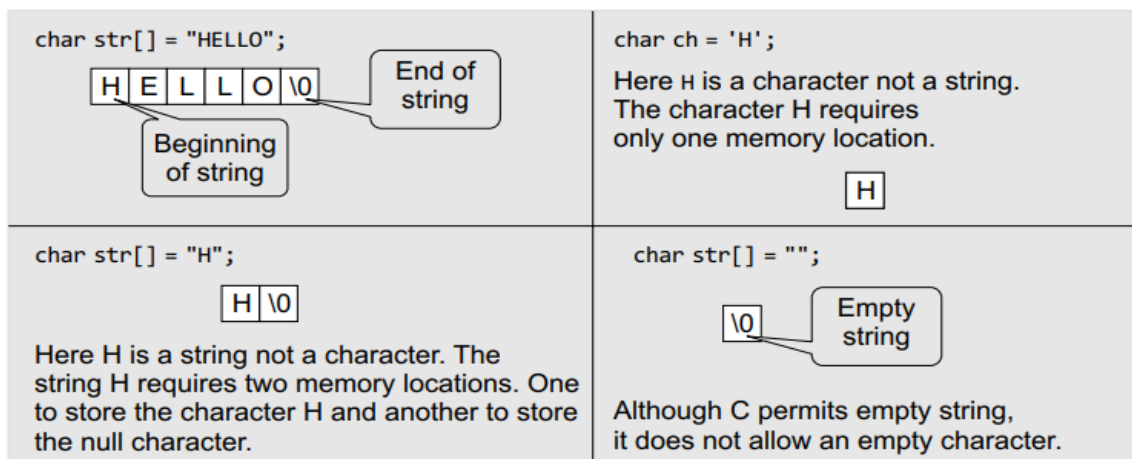 char str[] = "HELLO";
H E L L O \0
End of
string
Beginning
of string
char ch = 'H';
Here H is a character not a string.
The character H requires
only one memory location.
H
char str[] = "H";
H \0
Here H is a string not a character. The
string H requires two memory locations. One
to store the character H and another to store
the null character.
char str[] = "";
\0
Empty
string
Although C permits empty string,
it does not allow an empty character.